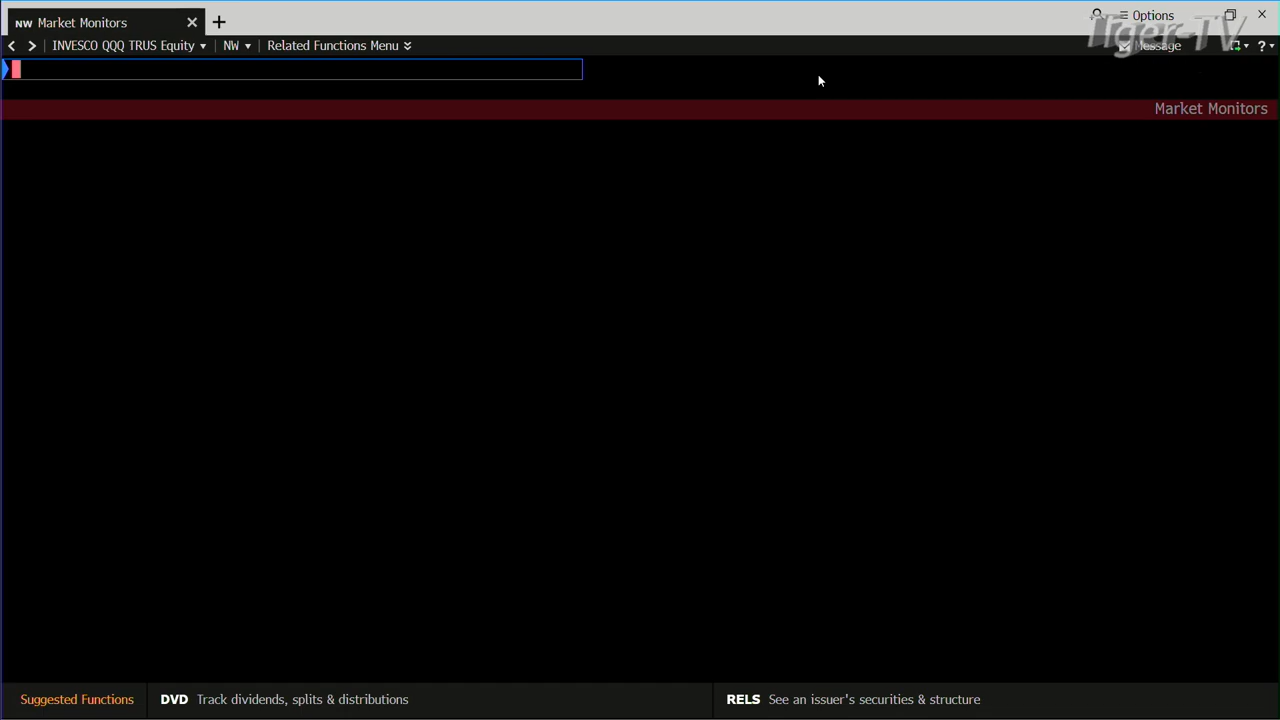 NW Market Monitors
Options
INVESCO QQQ TRUS Equity NW Related Functions Menu
Message ?
Tiger-TV
Market Monitors
Suggested Functions DVD Track dividends, splits & distributions RELS See an issuer's securities & structure